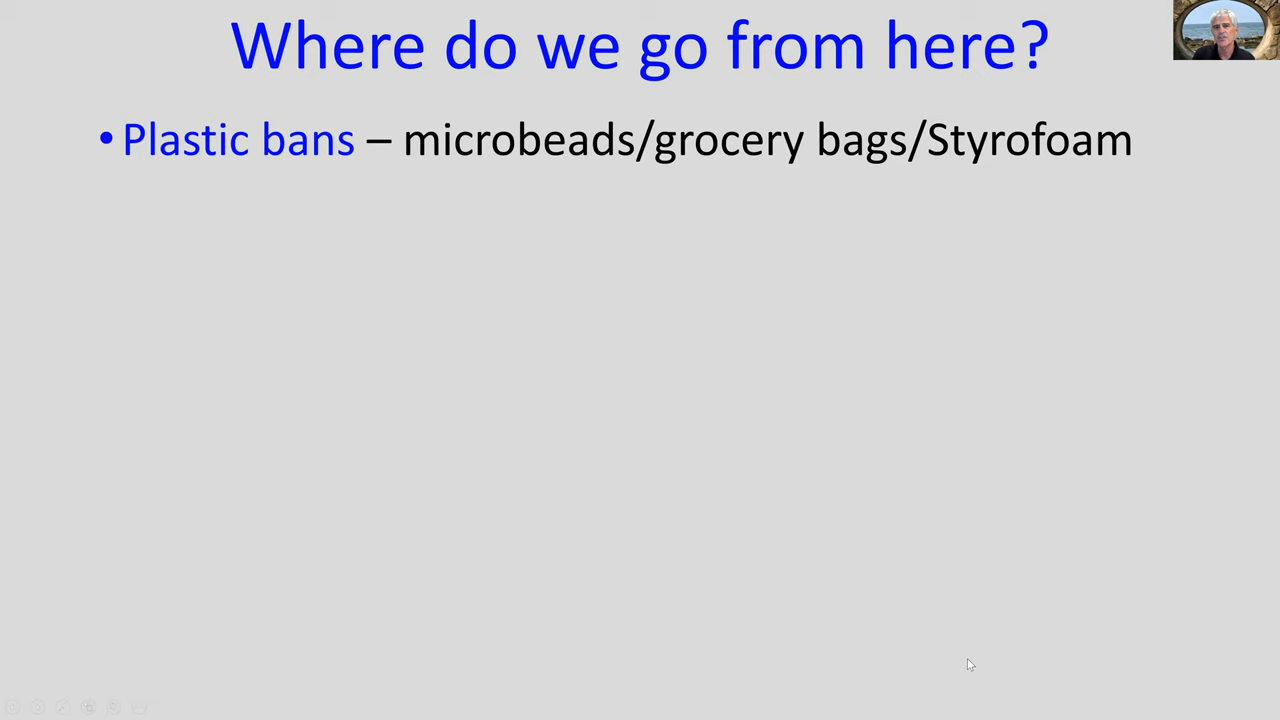 Where do we go from here?
•Plastic bans – microbeads/grocery bags/Styrofoam